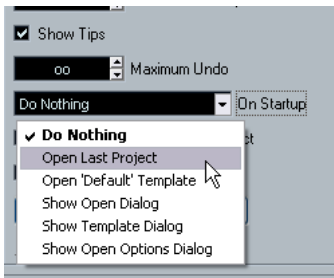 Show Tips
oo Maximum Undo
Do Nothing On Startup
Do Nothing
Open Last Project
Open 'Default' Template
Show Open Dialog
Show Template Dialog
Show Open Options Dialog